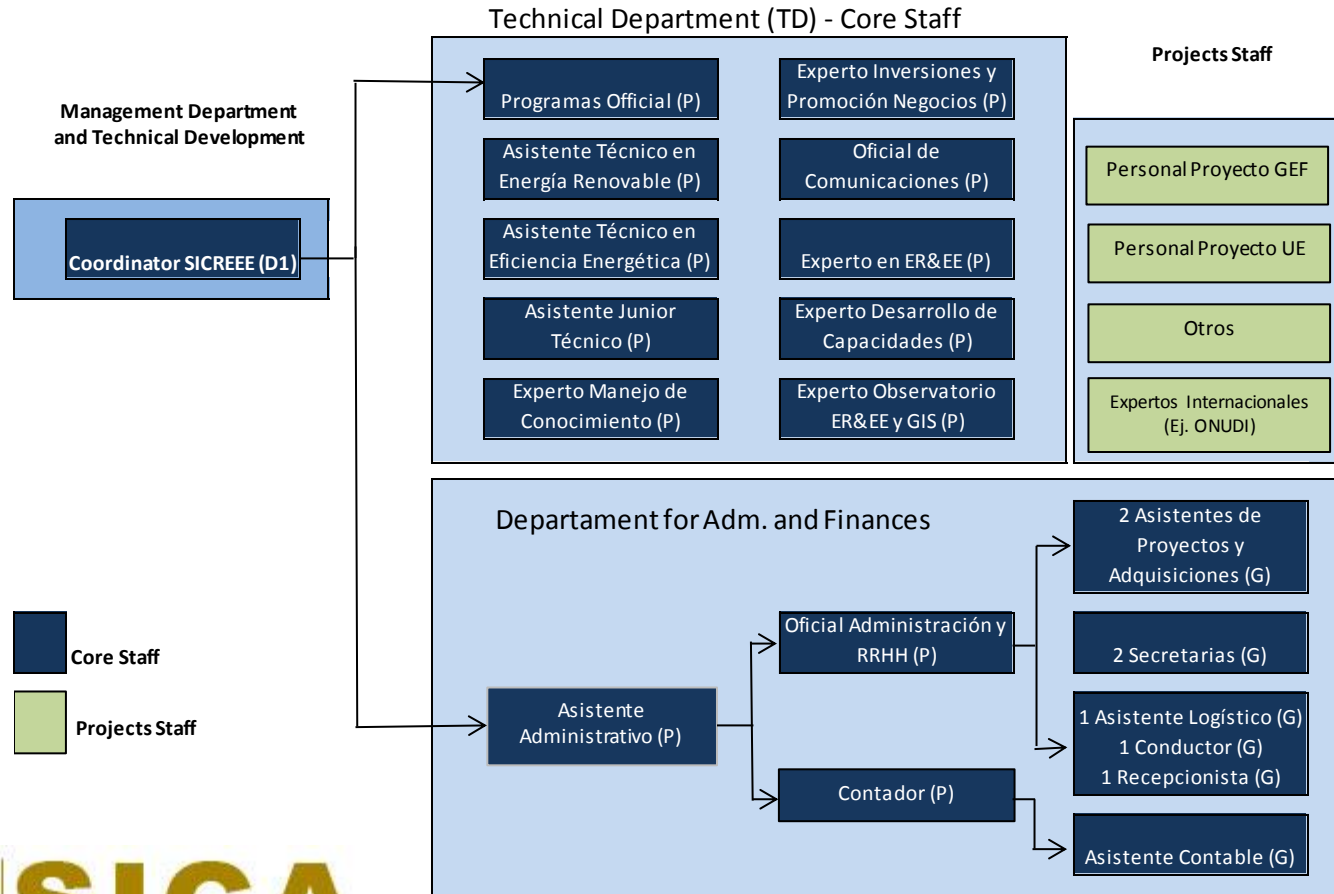 Technical Department (TD) - Core Staff
Projects Staff
Management Department
and Technical Development
Coordinator SICREEE (D1)
Programas Official (P)
Experto Inversiones y
Promoción Negocios (P)
Asistente Técnico en
Energía Renovable (P)
Oficial de
Comunicaciones (P)
Asistente Técnico en
Eficiencia Energética (P)
Experto en ER&EE (P)
Asistente Junior
Técnico (P)
Experto Desarrollo de
Capacidades (P)
Experto Manejo de
Conocimiento (P)
Experto Observatorio
ER&EE y GIS (P)
Personal Proyecto GEF
Personal Proyecto UE
Otros
Expertos Internacionales
(Ej. ONUDI)
Departament for Adm. and Finances
Asistente
Administrativo (P)
Oficial Administración y
RRHH (P)
Contador (P)
2 Asistentes de
Proyectos y
Adquisiciones (G)
2 Secretarias (G)
1 Asistente Logístico (G)
1 Conductor (G)
1 Recepcionista (G)
Asistente Contable (G)
Core Staff
Projects Staff
SICA